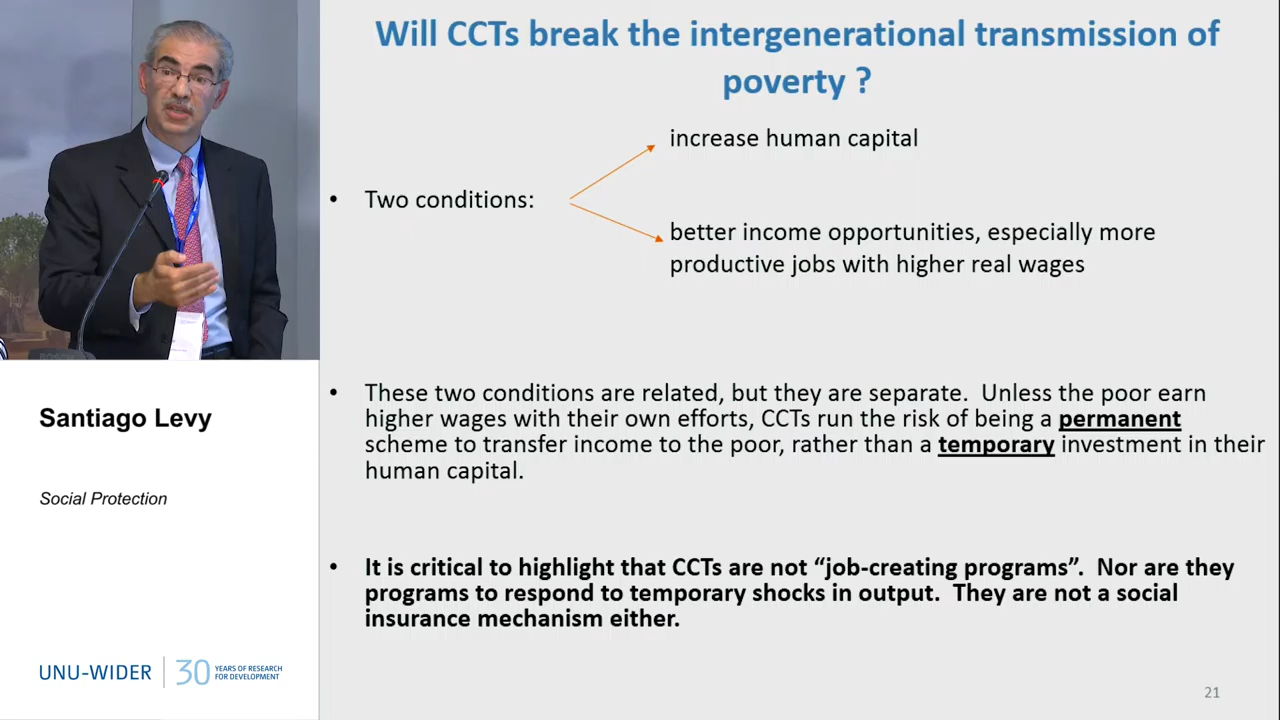 Will CCTs break the intergenerational transmission of
poverty ?
increase human capital
• Two conditions:
better income opportunities, especially more
productive jobs with higher real wages
• These two conditions are related, but they are separate.  Unless the poor earn
higher wages with their own efforts, CCTs run the risk of being a permanent
scheme to transfer income to the poor, rather than a temporary investment in their
human capital.
• It is critical to highlight that CCTs are not “job-creating programs”.  Nor are they
programs to respond to temporary shocks in output.  They are not a social
insurance mechanism either.
21
Santiago Levy
Social Protection
UNU-WIDER
30 YEARS OF RESEARCH
FOR DEVELOPMENT